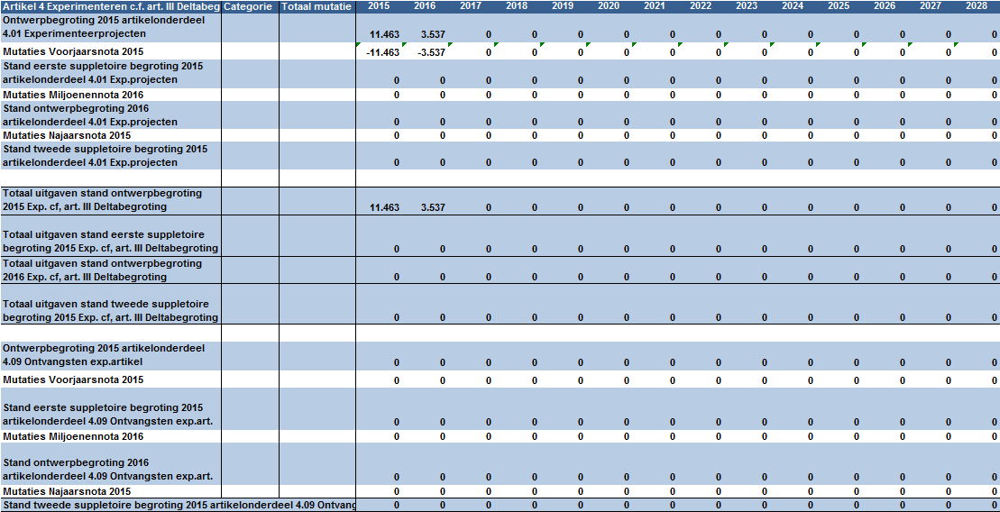 Artikel 4 Experimenteren c.f. art. III Deltabeg Categorie Totaal mutatie 2015 2016 2017 2018 2019 2020 2021 2022 2023 2024 2025 2026 2027 2028
Ontwerpbegroting 2015 artikelonderdeel
4.01 Experimenteerprojecten 11.463 3.537 0 0 0 0 0 0 0 0 0 0 0 0
Mutaties Voorjaarsnota 2015 -11.463 -3.537 0 0 0 0 0 0 0 0 0 0 0 0
Stand eerste suppletoire begroting 2015
artikelonderdeel 4.01 Exp.projecten 0 0 0 0 0 0 0 0 0 0 0 0 0 0
Mutaties Miljoenennota 2016 0 0 0 0 0 0 0 0 0 0 0 0 0 0
Stand ontwerpbegroting 2016
artikelonderdeel 4.01 Exp.projecten 0 0 0 0 0 0 0 0 0 0 0 0 0 0
Mutaties Najaarsnota 2015 0 0 0 0 0 0 0 0 0 0 0 0 0 0
Stand tweede suppletoire begroting 2015
artikelonderdeel 4.01 Exp.projecten 0 0 0 0 0 0 0 0 0 0 0 0 0 0
Totaal uitgaven stand ontwerpbegroting
2015 Exp. cf, art. III Deltabegroting 11.463 3.537 0 0 0 0 0 0 0 0 0 0 0 0
Totaal uitgaven stand eerste suppletoire
begroting 2015 Exp. cf, art. III Deltabegroting 0 0 0 0 0 0 0 0 0 0 0 0 0 0
Totaal uitgaven stand ontwerpbegroting
2016 Exp. cf, art. III Deltabegroting 0 0 0 0 0 0 0 0 0 0 0 0 0 0
Totaal uitgaven stand tweede suppletoire
begroting 2015 Exp. cf, art. III Deltabegroting 0 0 0 0 0 0 0 0 0 0 0 0 0 0
Ontwerpbegroting 2015 artikelonderdeel
4.09 Ontvangsten exp.artikel 0 0 0 0 0 0 0 0 0 0 0 0 0 0
Mutaties Voorjaarsnota 2015 0 0 0 0 0 0 0 0 0 0 0 0 0 0
Stand eerste suppletoire begroting 2015
artikelonderdeel 4.09 Ontvangsten exp.art. 0 0 0 0 0 0 0 0 0 0 0 0 0 0
Mutaties Miljoenennota 2016 0 0 0 0 0 0 0 0 0 0 0 0 0 0
Stand ontwerpbegroting 2016
artikelonderdeel 4.09 Ontvangsten exp.art. 0 0 0 0 0 0 0 0 0 0 0 0 0 0
Mutaties Najaarsnota 2015 0 0 0 0 0 0 0 0 0 0 0 0 0 0
Stand tweede suppletoire begroting 2015 artikelonderdeel 4.09 Ontvang 0 0 0 0 0 0 0 0 0 0 0 0 0 0